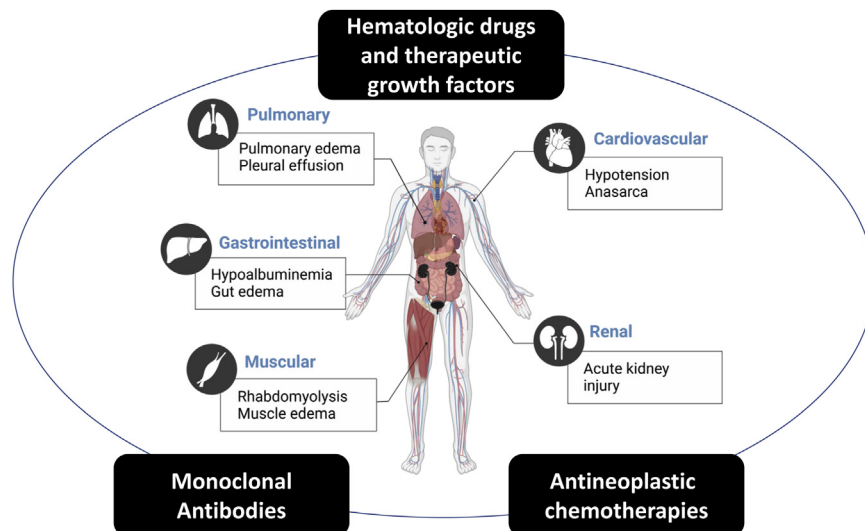 Hematologic drugs
and therapeutic
growth factors
Pulmonary
Pulmonary edema
Pleural effusion
Cardiovascular
Hypotension
Anasarca
Gastrointestinal
Hypoalbuminemia
Gut edema
Renal
Acute kidney
injury
Muscular
Rhabdomyolysis
Muscle edema
Monoclonal
Antibodies
Antineoplastic
chemotherapies